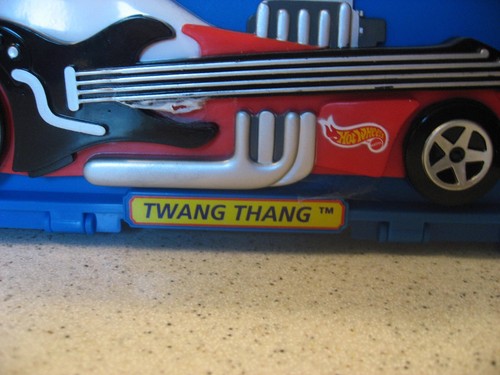 HOT WHEELS
TWANG THANG ™